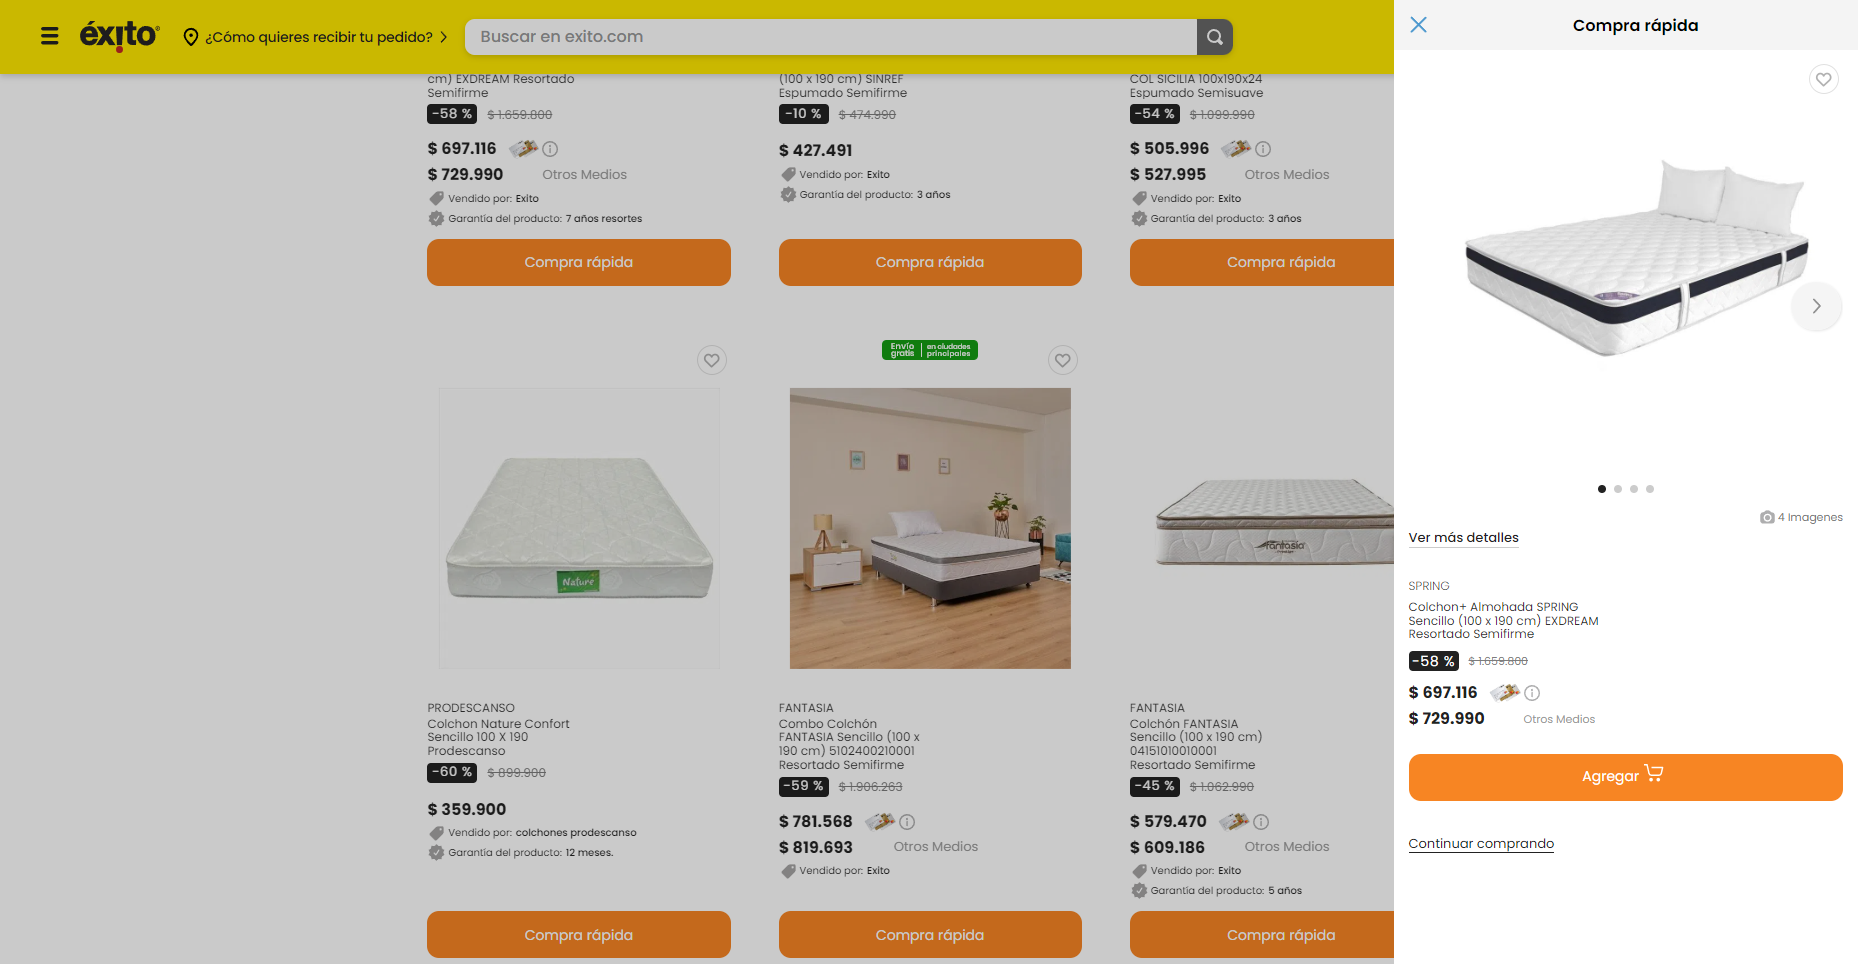 éxito
¿Cómo quieres recibir tu pedido?
Buscar en exito.com
cm) EXDREAM Resortado
Semifirme
-58 % $ 1.659.800
$ 697.116
$ 729.990 Otros Medios
Vendido por: Exito
Garantía del producto: 7 años resortes
Compra rápida
(100 x 190 cm) SINREF
Espumado Semifirme
-10 % $ 474.990
$ 427.491
Vendido por: Exito
Garantía del producto: 3 años
Compra rápida
COL SICILIA 100x190x24
Espumado Semisuave
-54 % $ 1.099.990
$ 505.996
$ 527.995 Otros Medios
Vendido por: Exito
Garantía del producto: 3 años
Compra rápida
Nature
PRODESCANSO
Colchon Nature Confort
Sencillo 100 X 190
Prodescanso
-60 % $ 899.900
$ 359.900
Vendido por: colchones prodescanso
Garantía del producto: 12 meses.
Compra rápida
Envío gratis
en ciudades principales
FANTASIA
Combo Colchón
FANTASIA Sencillo (100 x
190 cm) 5102400210001
Resortado Semifirme
-59 % $ 1.906.263
$ 781.568
$ 819.693 Otros Medios
Vendido por: Exito
Compra rápida
Fantasia
FANTASIA
Colchón FANTASIA
Sencillo (100 x 190 cm)
04151010010001
Resortado Semifirme
-45 % $ 1.062.990
$ 579.470
$ 609.186 Otros Medios
Vendido por: Exito
Garantía del producto: 5 años
Compra rápida
Compra rápida
4 Imagenes
Ver más detalles
SPRING
Colchon+ Almohada SPRING
Sencillo (100 x 190 cm) EXDREAM
Resortado Semifirme
-58 % $ 1.659.800
$ 697.116
$ 729.990 Otros Medios
Agregar
Continuar comprando